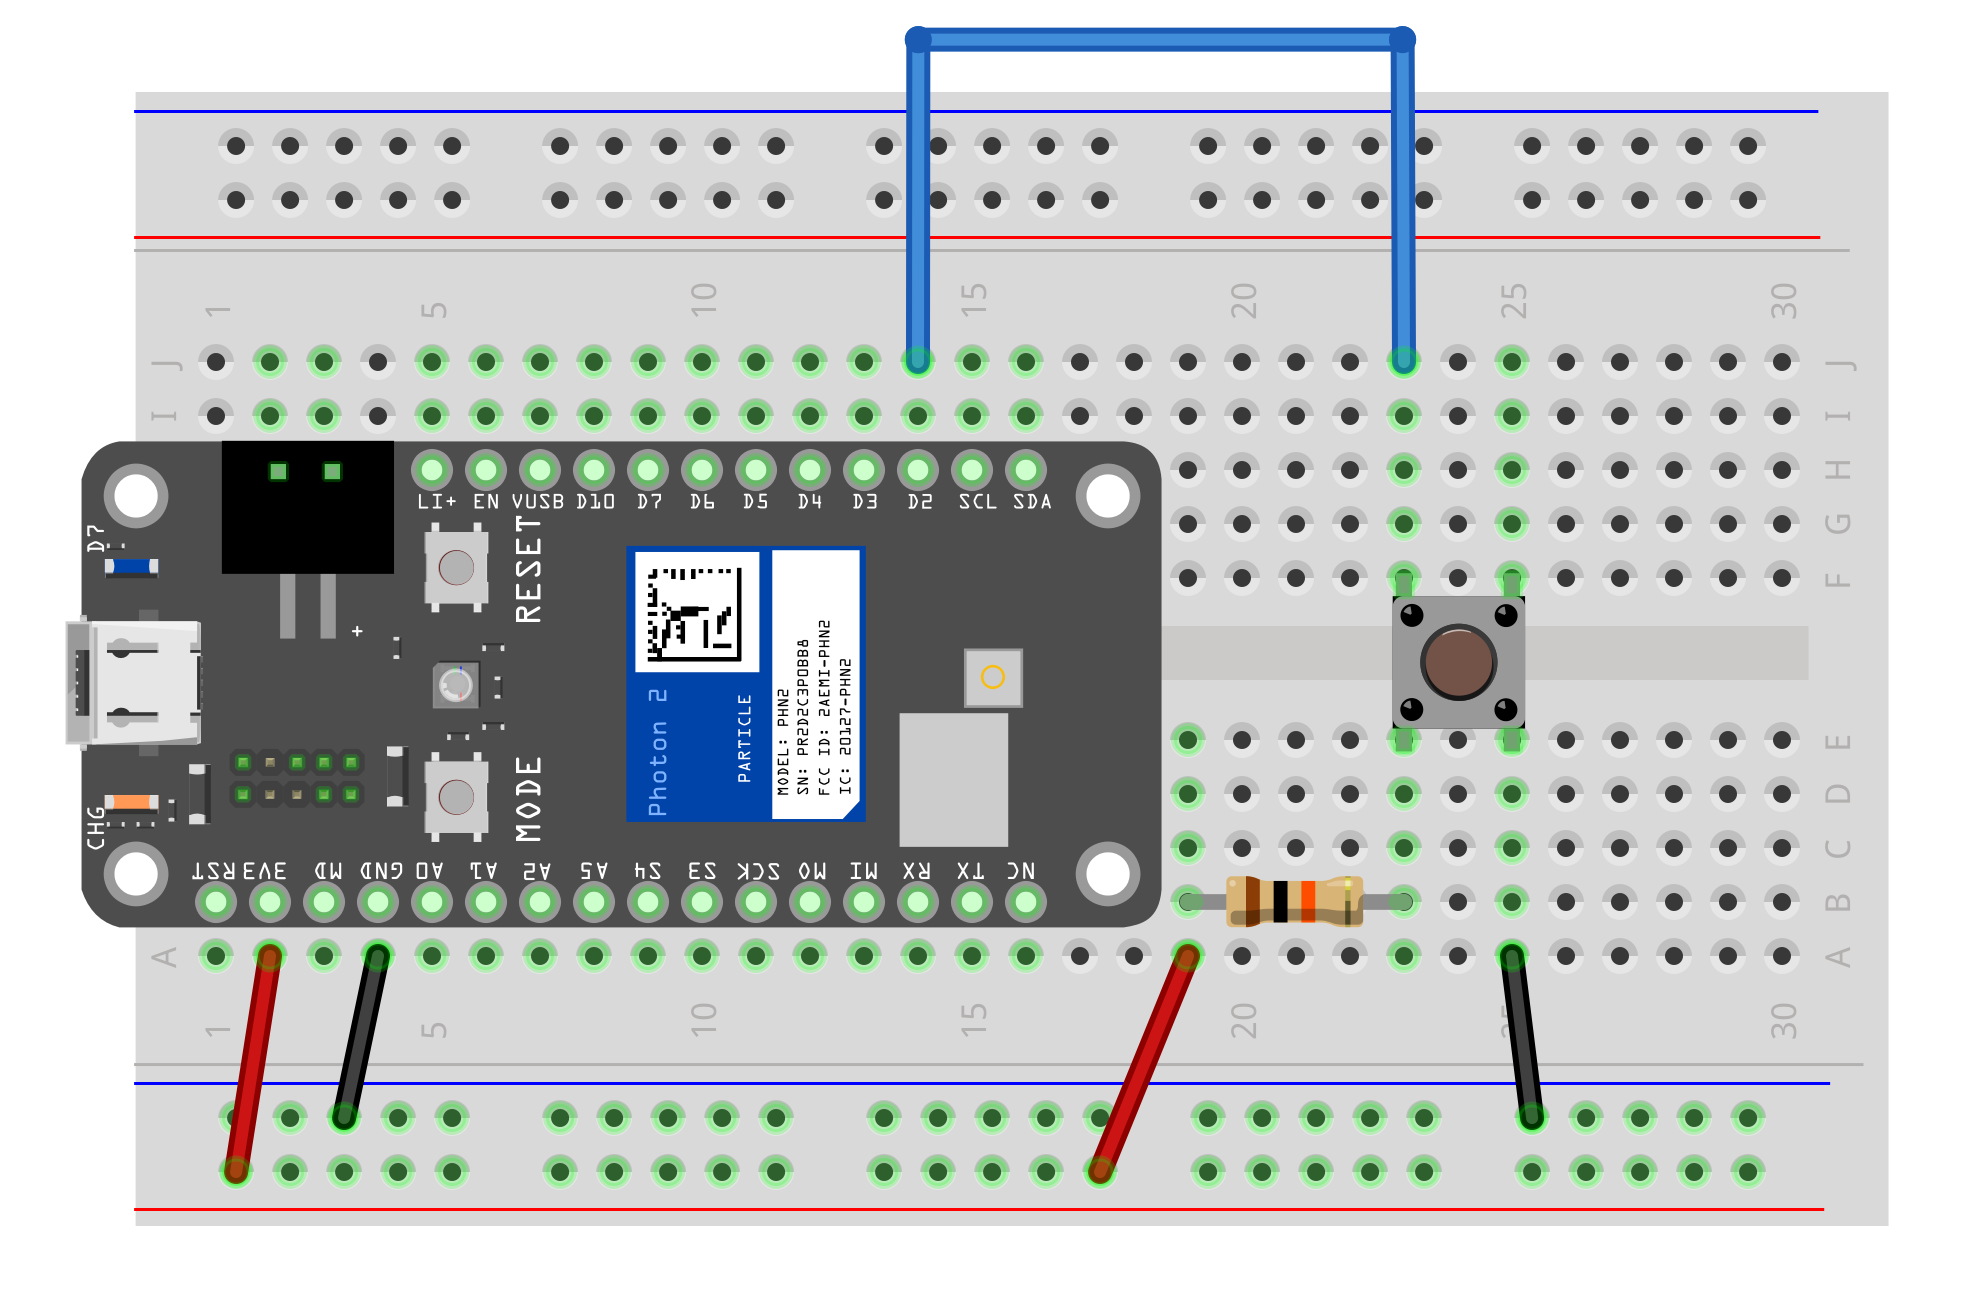 1 5 10 15 20 25 30
J J
I I
H
G
F
LI+ EN VUSB D10 D7 D6 D5 D4 D3 D2 SCL SDA
D7
RESET
+
Photon 2
PARTICLE
MODEL: PHN2
SN: PR2D2C3POBB8
FCC ID: 2AEMI-PHN2
IC: 20127-PHN2
MODE
CHG
RST 3V3 MD GND A0 A1 A2 A5 S4 S3 SCK MO MI RX TX NC
E
D
C
B
A A
1 5 10 15 20 25 30